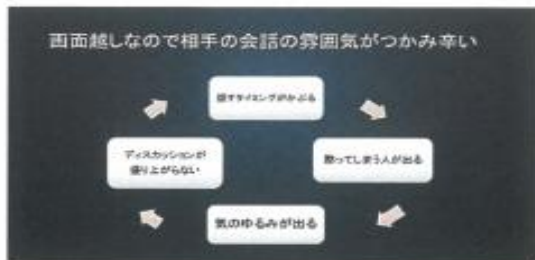 画面越しなので相手の会話の雰囲気がつかみ辛い
話すタイミングがかぶる
黙ってしまう人が出る
気のゆるみが出る
ディスカッションが
盛り上がらない